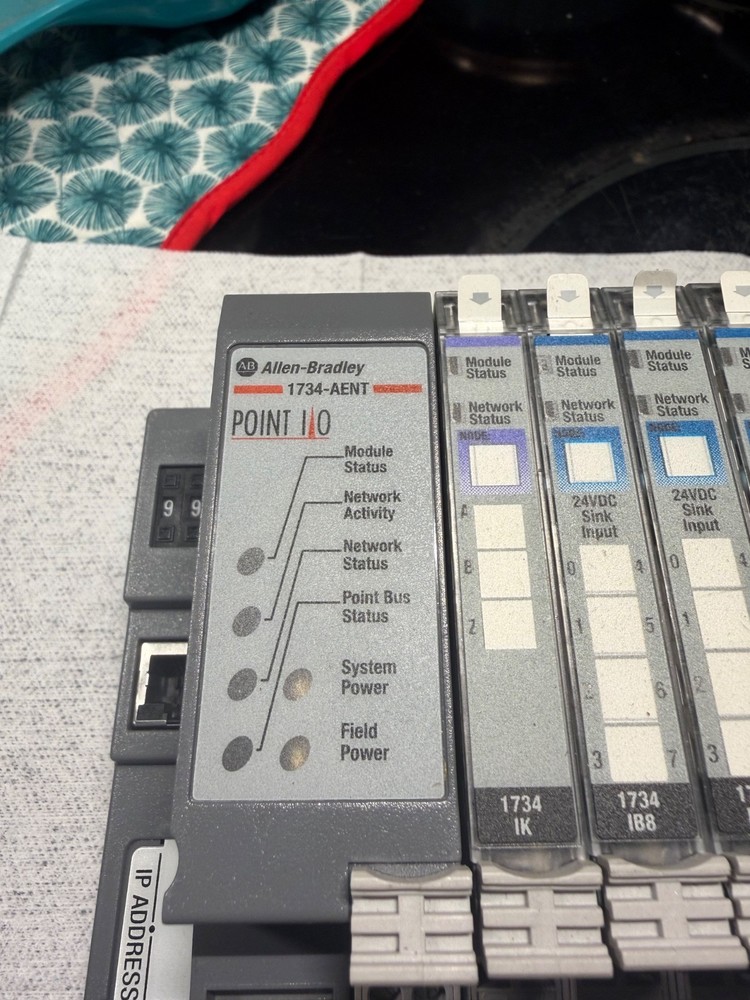 AB Allen-Bradley
1734-AENT
POINT I/O
Module
Status
Network
Activity
Network
Status
Point Bus
Status
System
Power
Field
Power
9 9
IP ADDRESS
Module
Status
Network
Status
NODE:
A
B
Z
1734
IK
Module
Status
Network
Status
NODE:
24VDC
Sink
Input
0 4
1 5
2 6
3 7
1734
IB8
Module
Status
Network
Status
NODE:
24VDC
Sink
Input
0 4
1
2
3